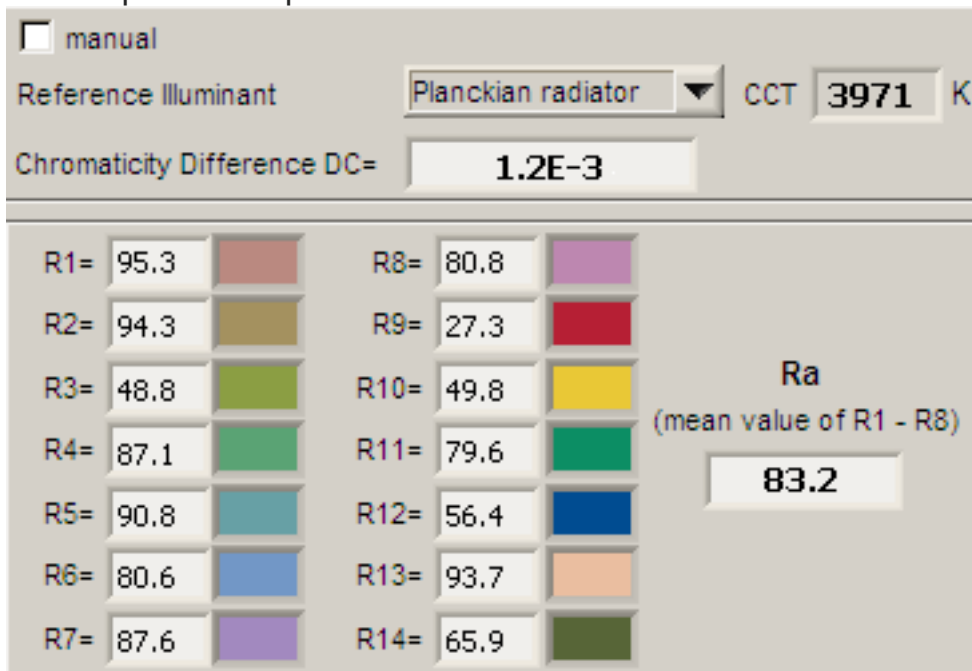 manual
Reference Illuminant Planckian radiator CCT 3971 K
Chromaticity Difference DC= 1.2E-3
R1= 95.3 R8= 80.8
R2= 94.3 R9= 27.3
R3= 48.8 R10= 49.8
Ra
(mean value of R1 - R8)
R4= 87.1 R11= 79.6
83.2
R5= 90.8 R12= 56.4
R6= 80.6 R13= 93.7
R7= 87.6 R14= 65.9